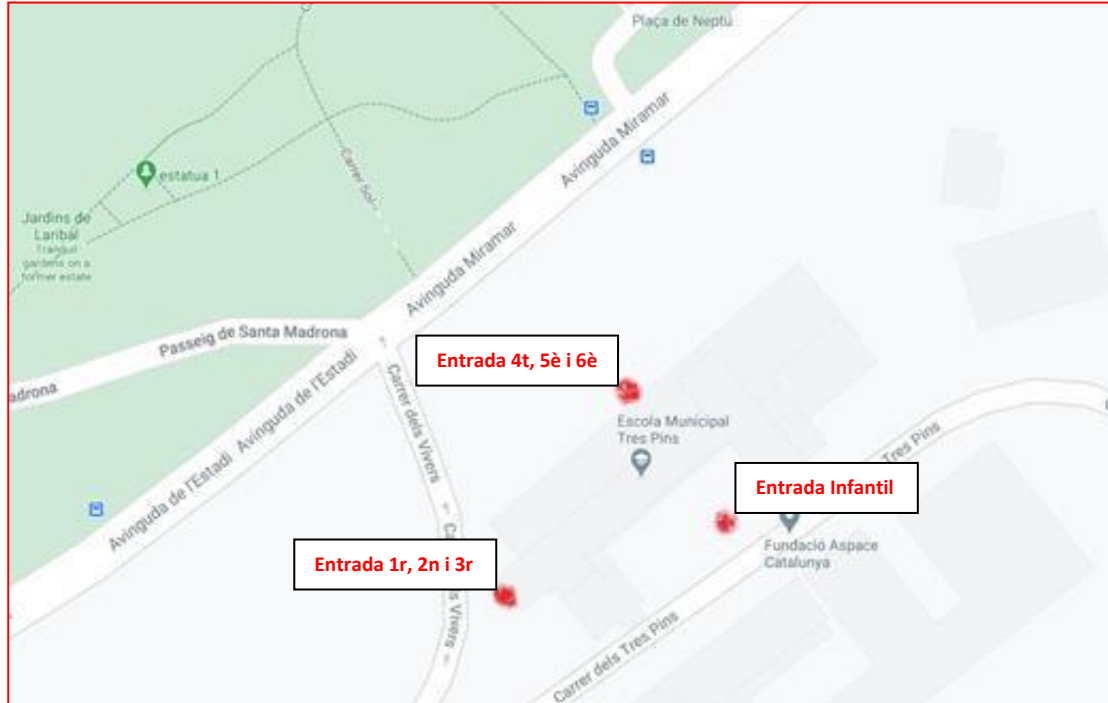 Plaça de Neptú
Avinguda Miramar
estatua 1
Carrer Sol
Jardins de
Laribal
Tranquil
gardens on a
former estate
Avinguda Miramar
Passeig de Santa Madrona
adrona
Entrada 4t, 5è i 6è
Carrer dels Vivers
Avinguda de l'Estadi
Avinguda de l'Estadi
Escola Municipal
Tres Pins
Tres Pins
Entrada Infantil
Fundació Aspace
Catalunya
Entrada 1r, 2n i 3r
Ca
s Vivers
Carrer dels Tres Pins